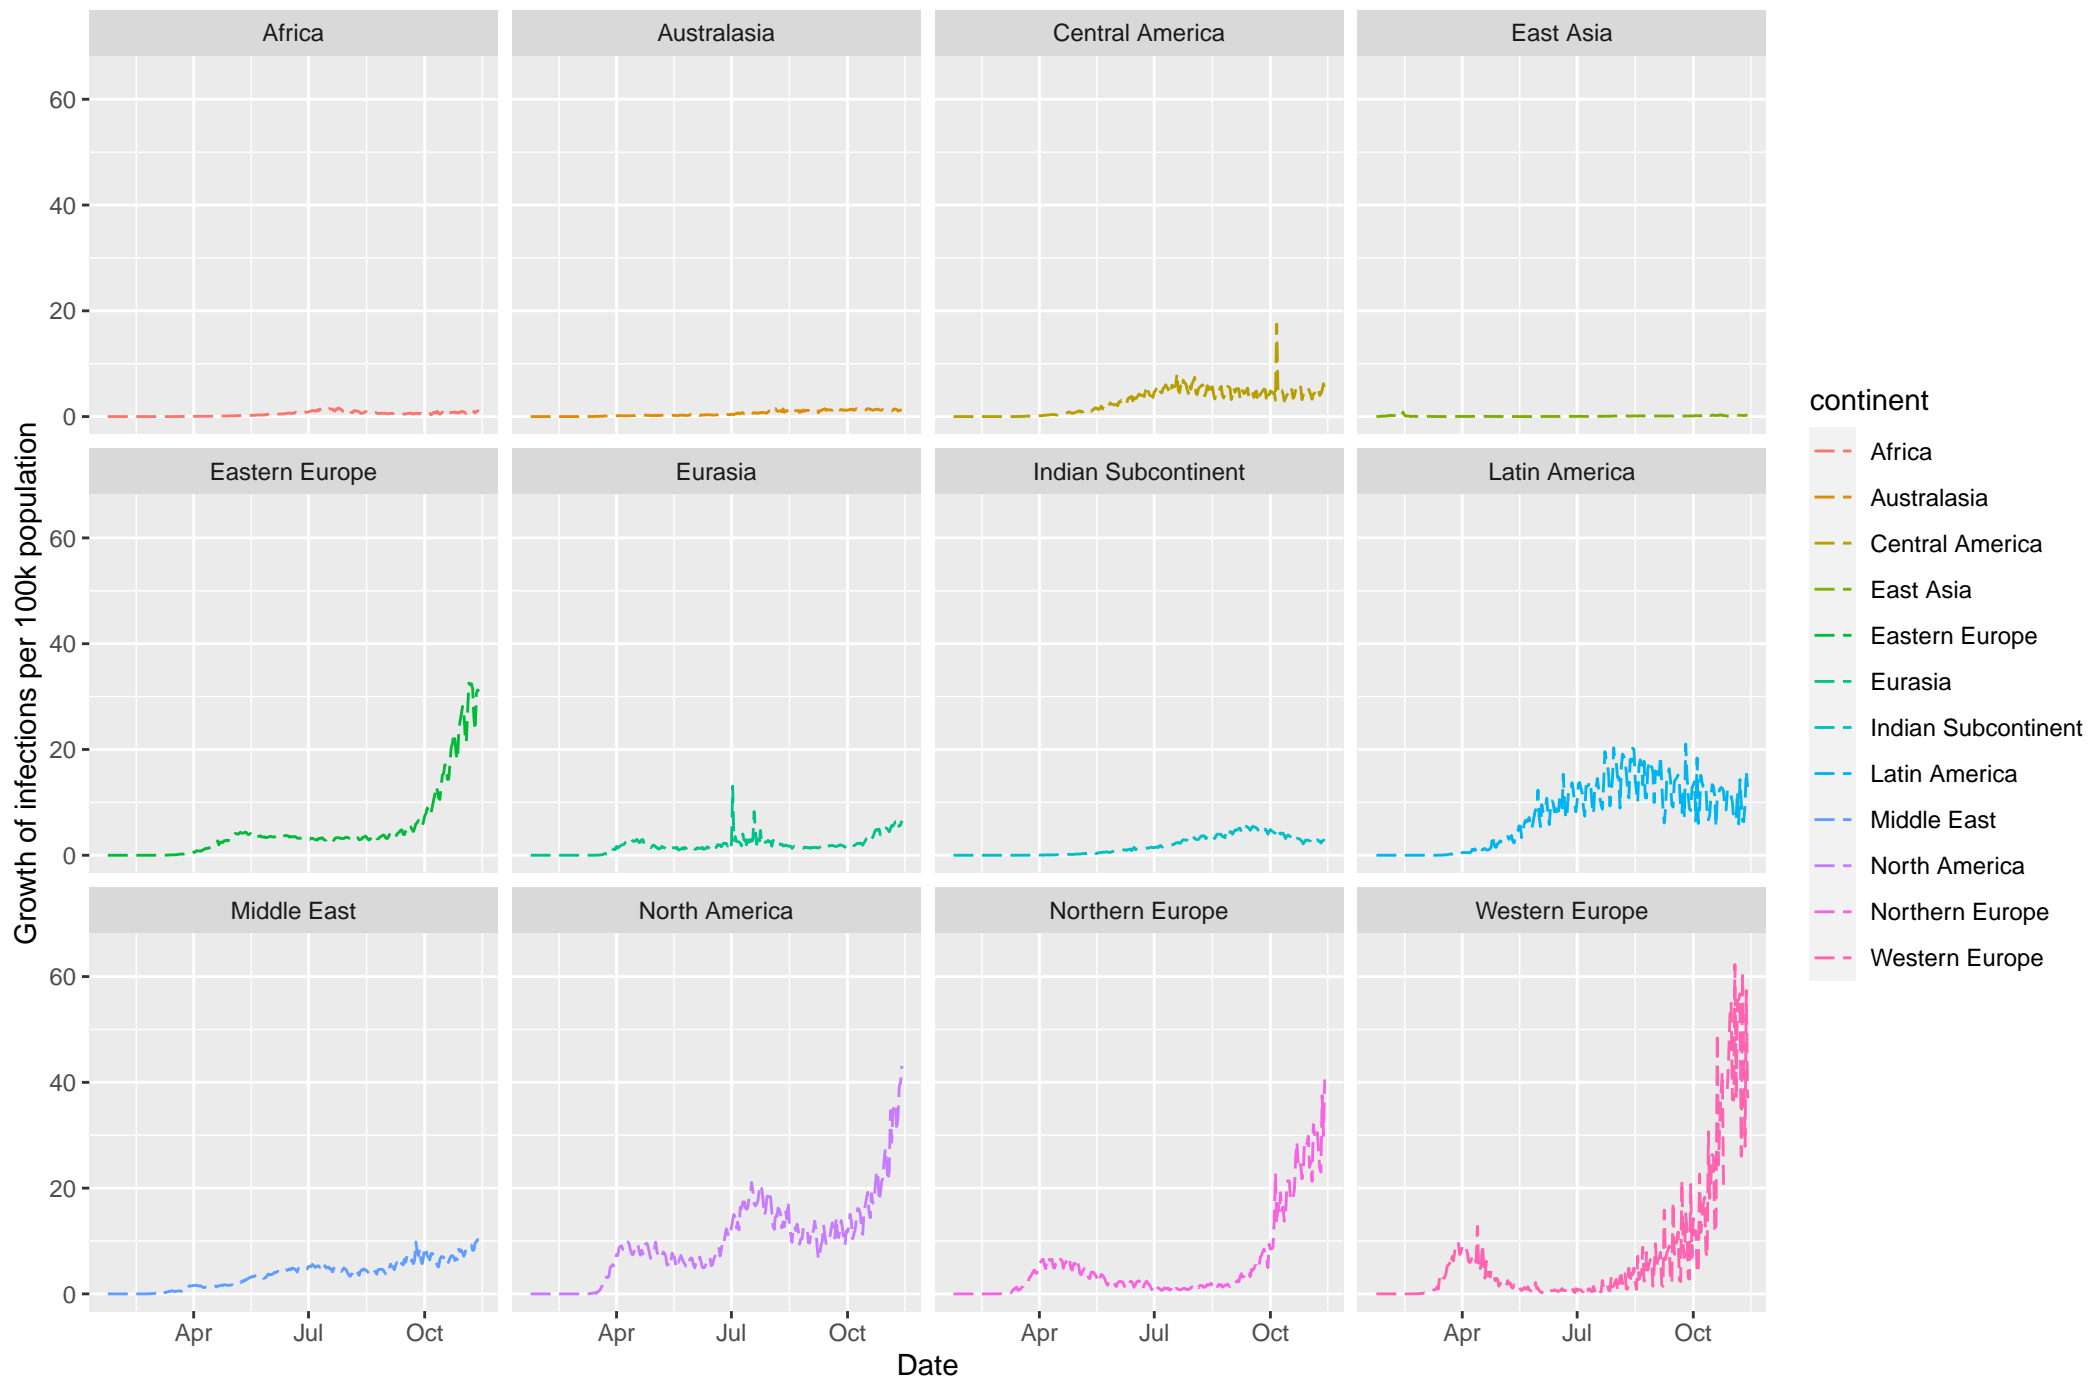 Africa
Australasia
Central America
East Asia
60
40
20
0
Eastern Europe
Eurasia
Indian Subcontinent
Latin America
60
40
20
0
Middle East
North America
Northern Europe
Western Europe
60
40
20
0
Apr Jul Oct
Apr Jul Oct
Apr Jul Oct
Apr Jul Oct
Date
Growth of infections per 100k population
continent
Africa
Australasia
Central America
East Asia
Eastern Europe
Eurasia
Indian Subcontinent
Latin America
Middle East
North America
Northern Europe
Western Europe